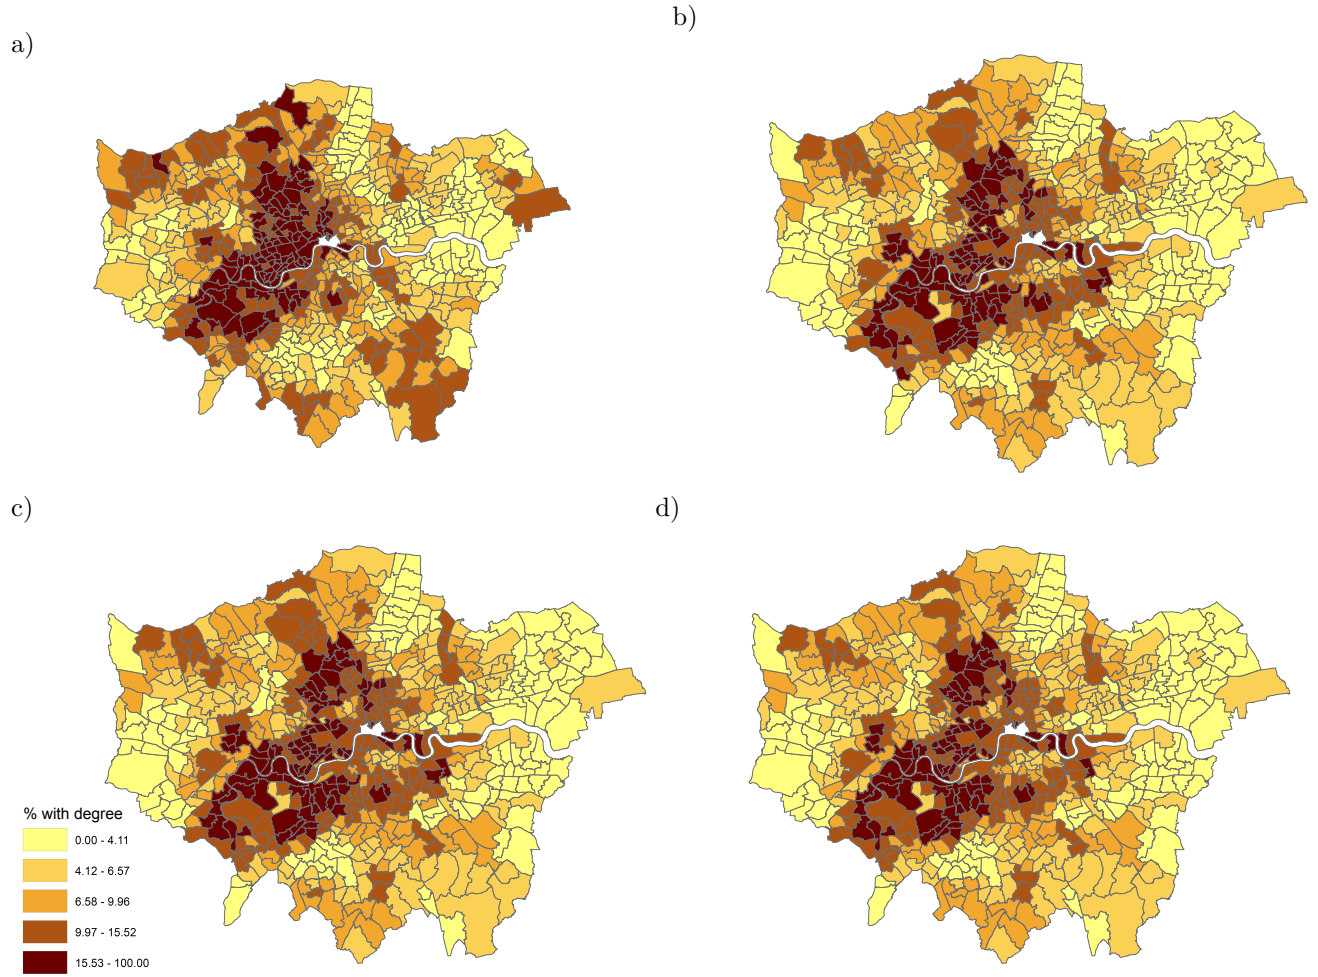 a)
b)
c)
d)
% with degree
0.00 - 4.11
4.12 - 6.57
6.58 - 9.96
9.97 - 15.52
15.53 - 100.00